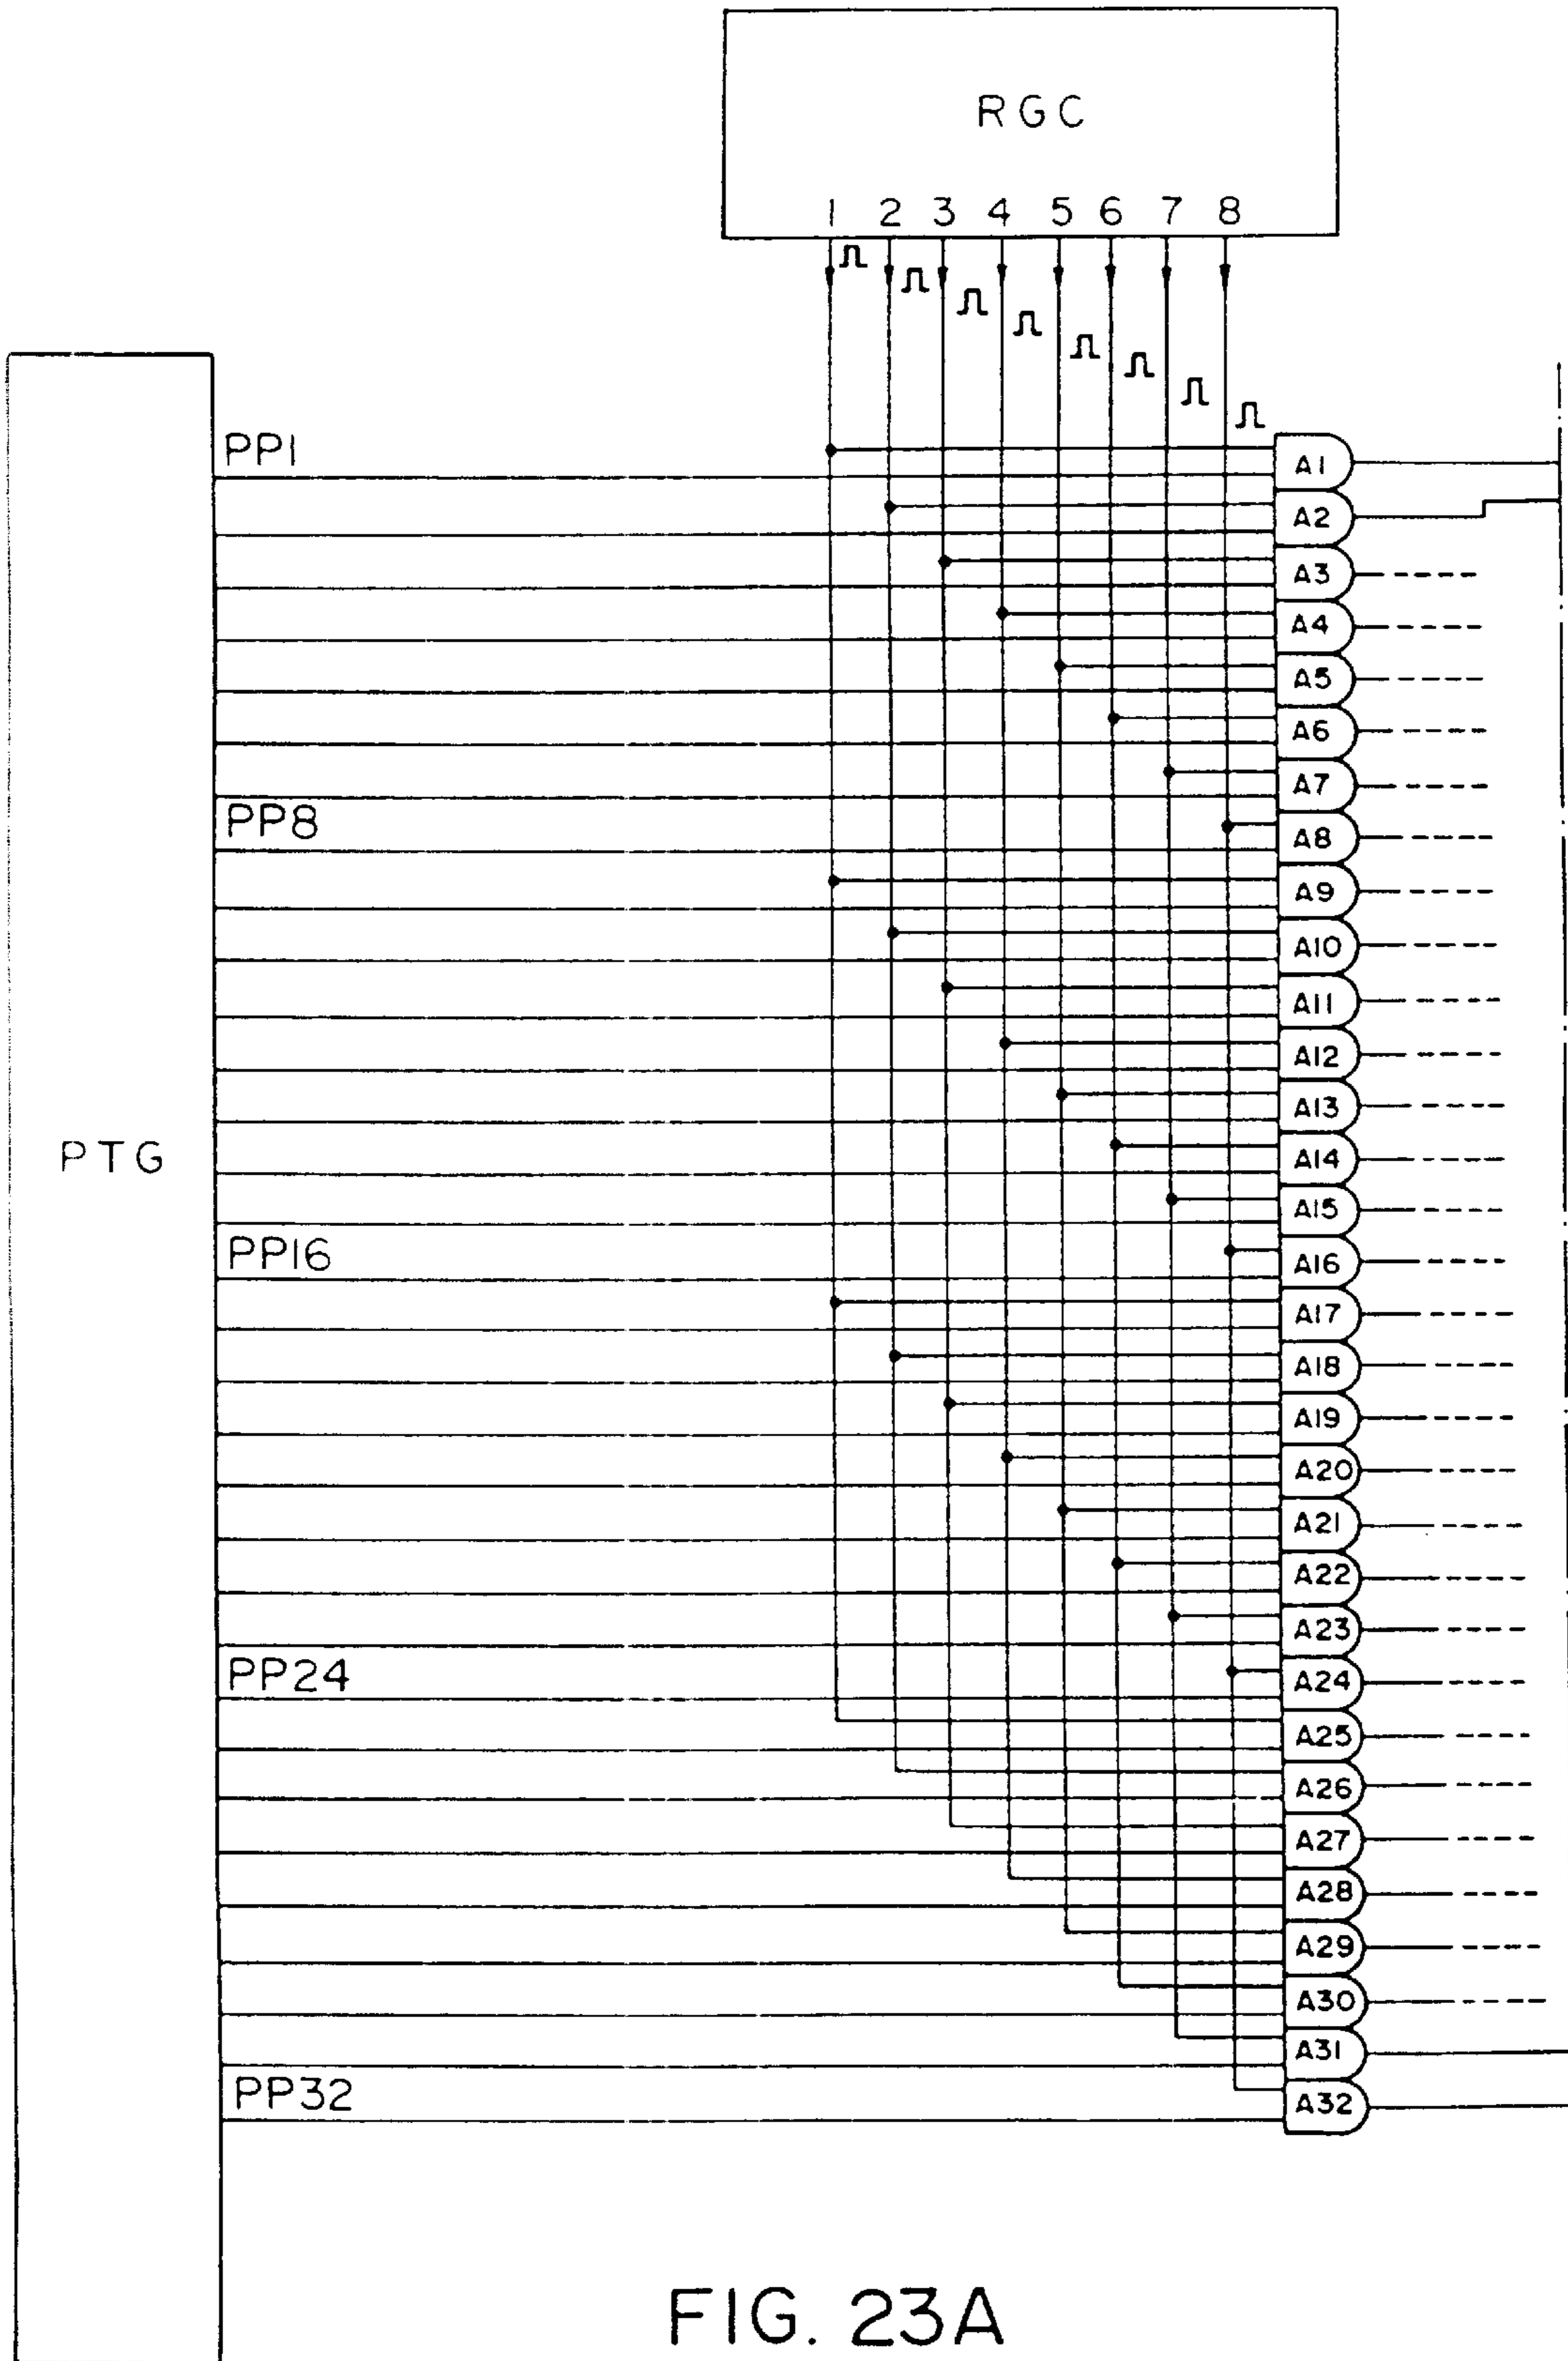 RGC
1 2 3 4 5 6 7 8
PP1
A1
A2
A3
A4
A5
A6
A7
PP8
A8
A9
A10
A11
A12
A13
PTG
A14
A15
PP16
A16
A17
A18
A19
A20
A21
A22
A23
PP24
A24
A25
A26
A27
A28
A29
A30
A31
PP32
A32
FIG. 23A